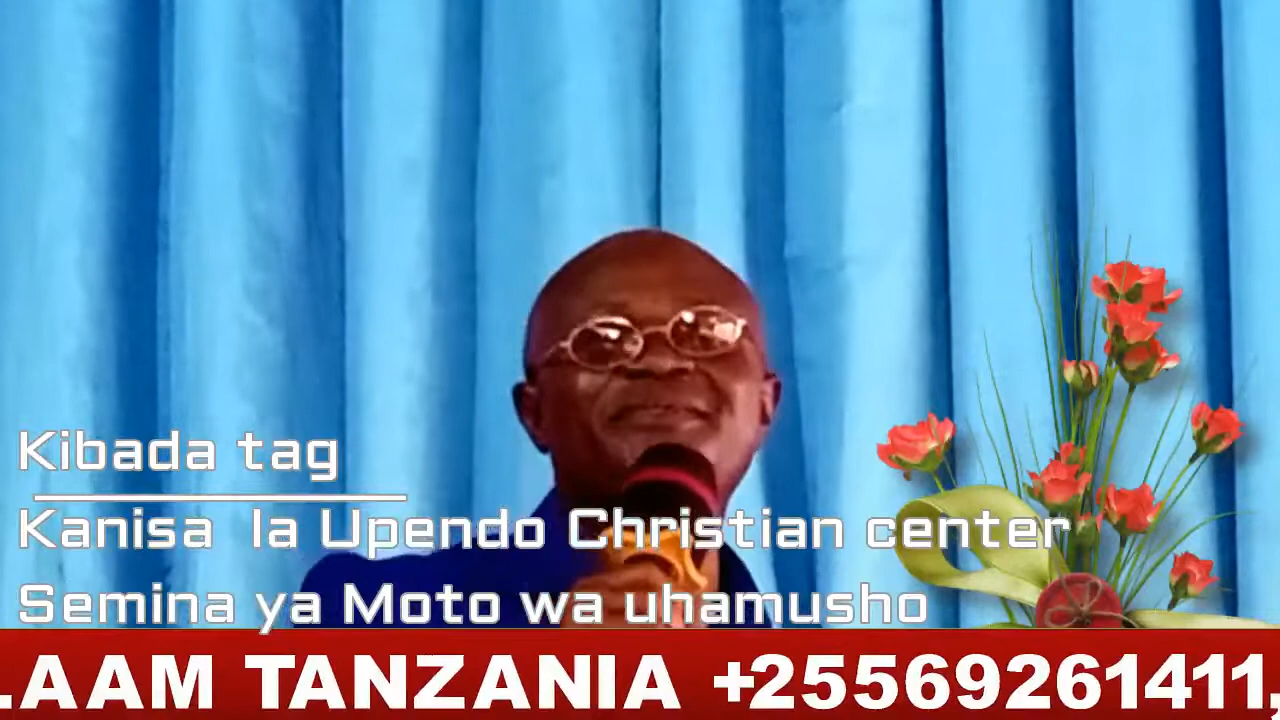 Kibada tag
Kanisa la Upendo Christian center
Semina ya Moto wa uhamusho
.AAM TANZANIA +25569261411,